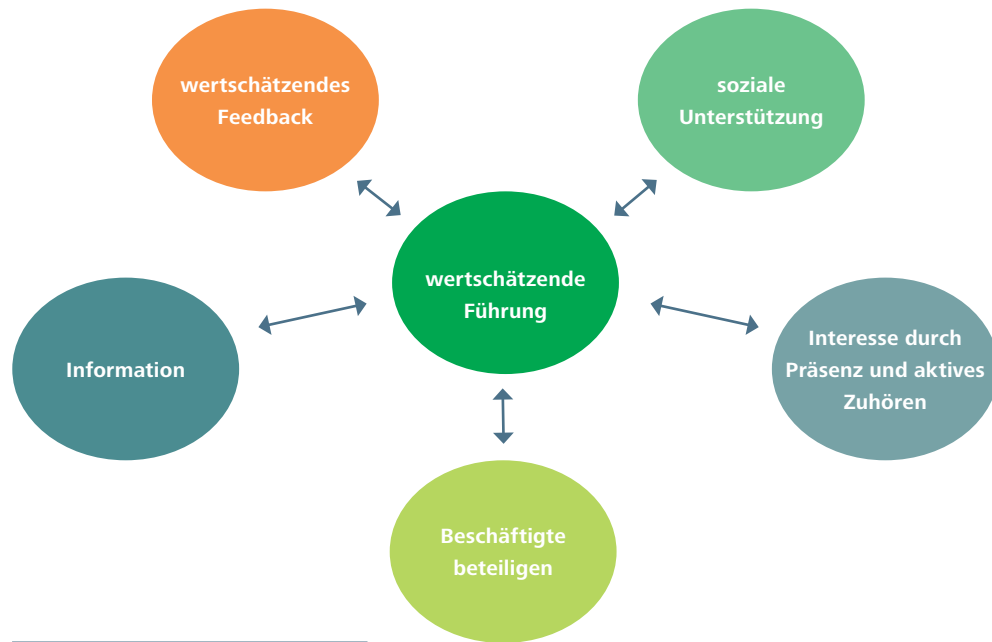 wertschätzendes
Feedback
soziale
Unterstützung
wertschätzende
Führung
Information
Interesse durch
Präsenz und aktives
Zuhören
Beschäftigte
beteiligen